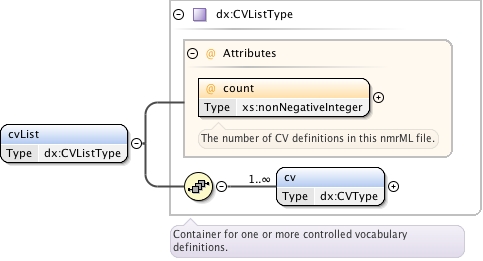 dx:CVListType
@ Attributes
@ count
Type xs:nonNegativeInteger
The number of CV definitions in this nmrML file.
cvList
Type dx:CVListType
1..∞
cv
Type dx:CVType
Container for one or more controlled vocabulary
definitions.